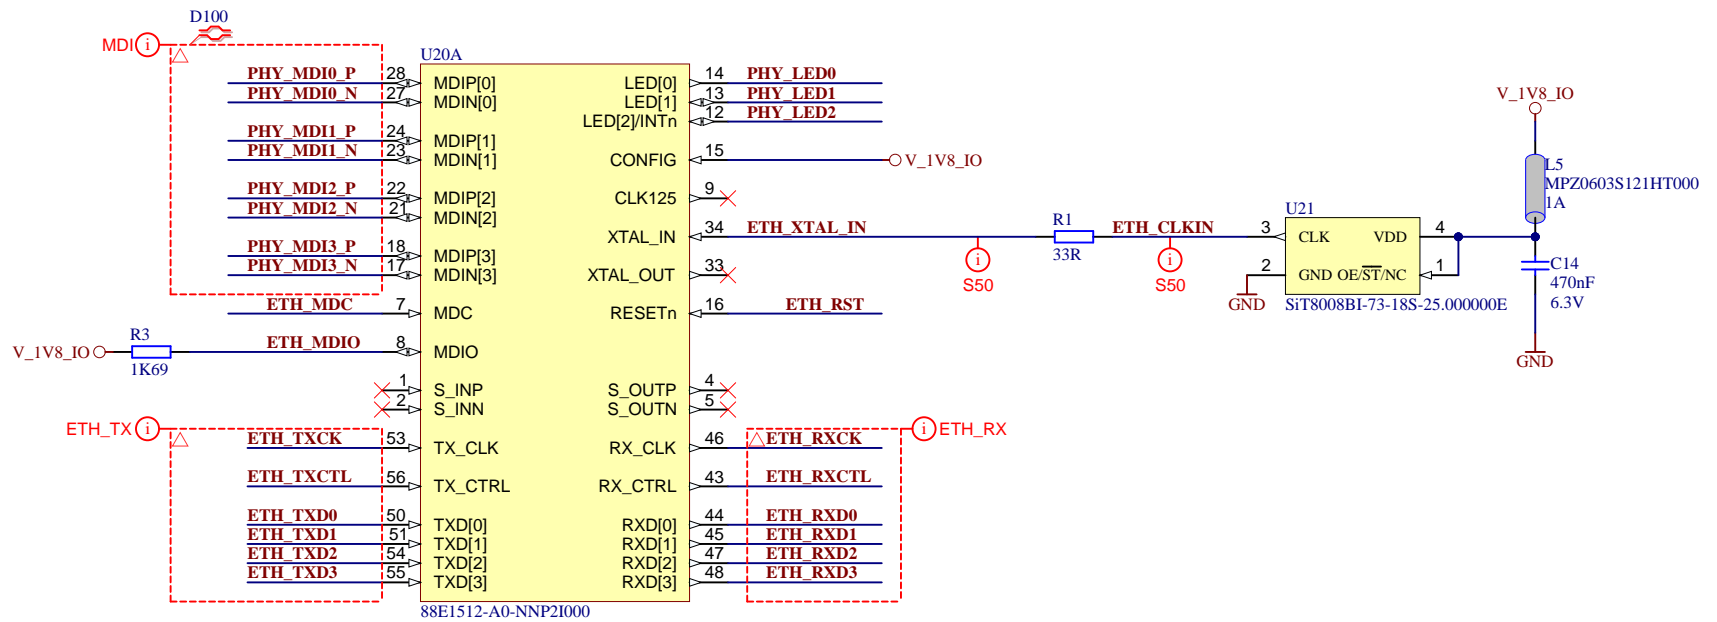 D100
MDI i
U20A
PHY_MDI0_P 28 MDIP[0] LED[0] 14 PHY_LED0
PHY_MDI0_N 27 MDIN[0] LED[1] 13 PHY_LED1
LED[2]/INTn 12 PHY_LED2
V_1V8_IO
PHY_MDI1_P 24 MDIP[1]
PHY_MDI1_N 23 MDIN[1] CONFIG 15 V_1V8_IO
L5
MPZ0603S121HT000
1A
PHY_MDI2_P 22 MDIP[2] CLK125 9
PHY_MDI2_N 21 MDIN[2]
U21
XTAL_IN 34 ETH_XTAL_IN R1 ETH_CLKIN 3 CLK VDD 4
33R
PHY_MDI3_P 18 MDIP[3]
PHY_MDI3_N 17 MDIN[3] XTAL_OUT 33 i S50 i S50 2 GND OE/ST/NC 1
C14
470nF
6.3V
GND
SiT8008BI-73-18S-25.000000E
ETH_MDC 7 MDC RESETn 16 ETH_RST
R3
V_1V8_IO ETH_MDIO 8 MDIO
1K69
GND
1 S_INP S_OUTP 4
2 S_INN S_OUTN 5
ETH_TX i i ETH_RX
ETH_TXCK 53 TX_CLK RX_CLK 46 ETH_RXCK
ETH_TXCTL 56 TX_CTRL RX_CTRL 43 ETH_RXCTL
ETH_TXD0 50 TXD[0] RXD[0] 44 ETH_RXD0
ETH_TXD1 51 TXD[1] RXD[1] 45 ETH_RXD1
ETH_TXD2 54 TXD[2] RXD[2] 47 ETH_RXD2
ETH_TXD3 55 TXD[3] RXD[3] 48 ETH_RXD3
88E1512-A0-NNP2I000